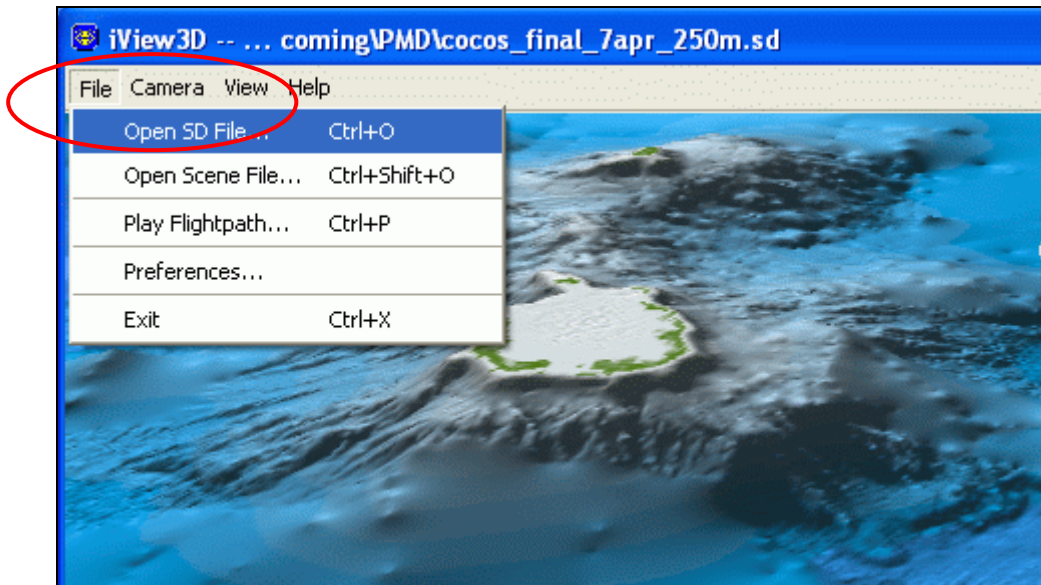 iView3D -- ... coming\PMD\cocos_final_7apr_250m.sd
File Camera View Help
Open SD File... Ctrl+O
Open Scene File... Ctrl+Shift+O
Play Flightpath... Ctrl+P
Preferences...
Exit Ctrl+X